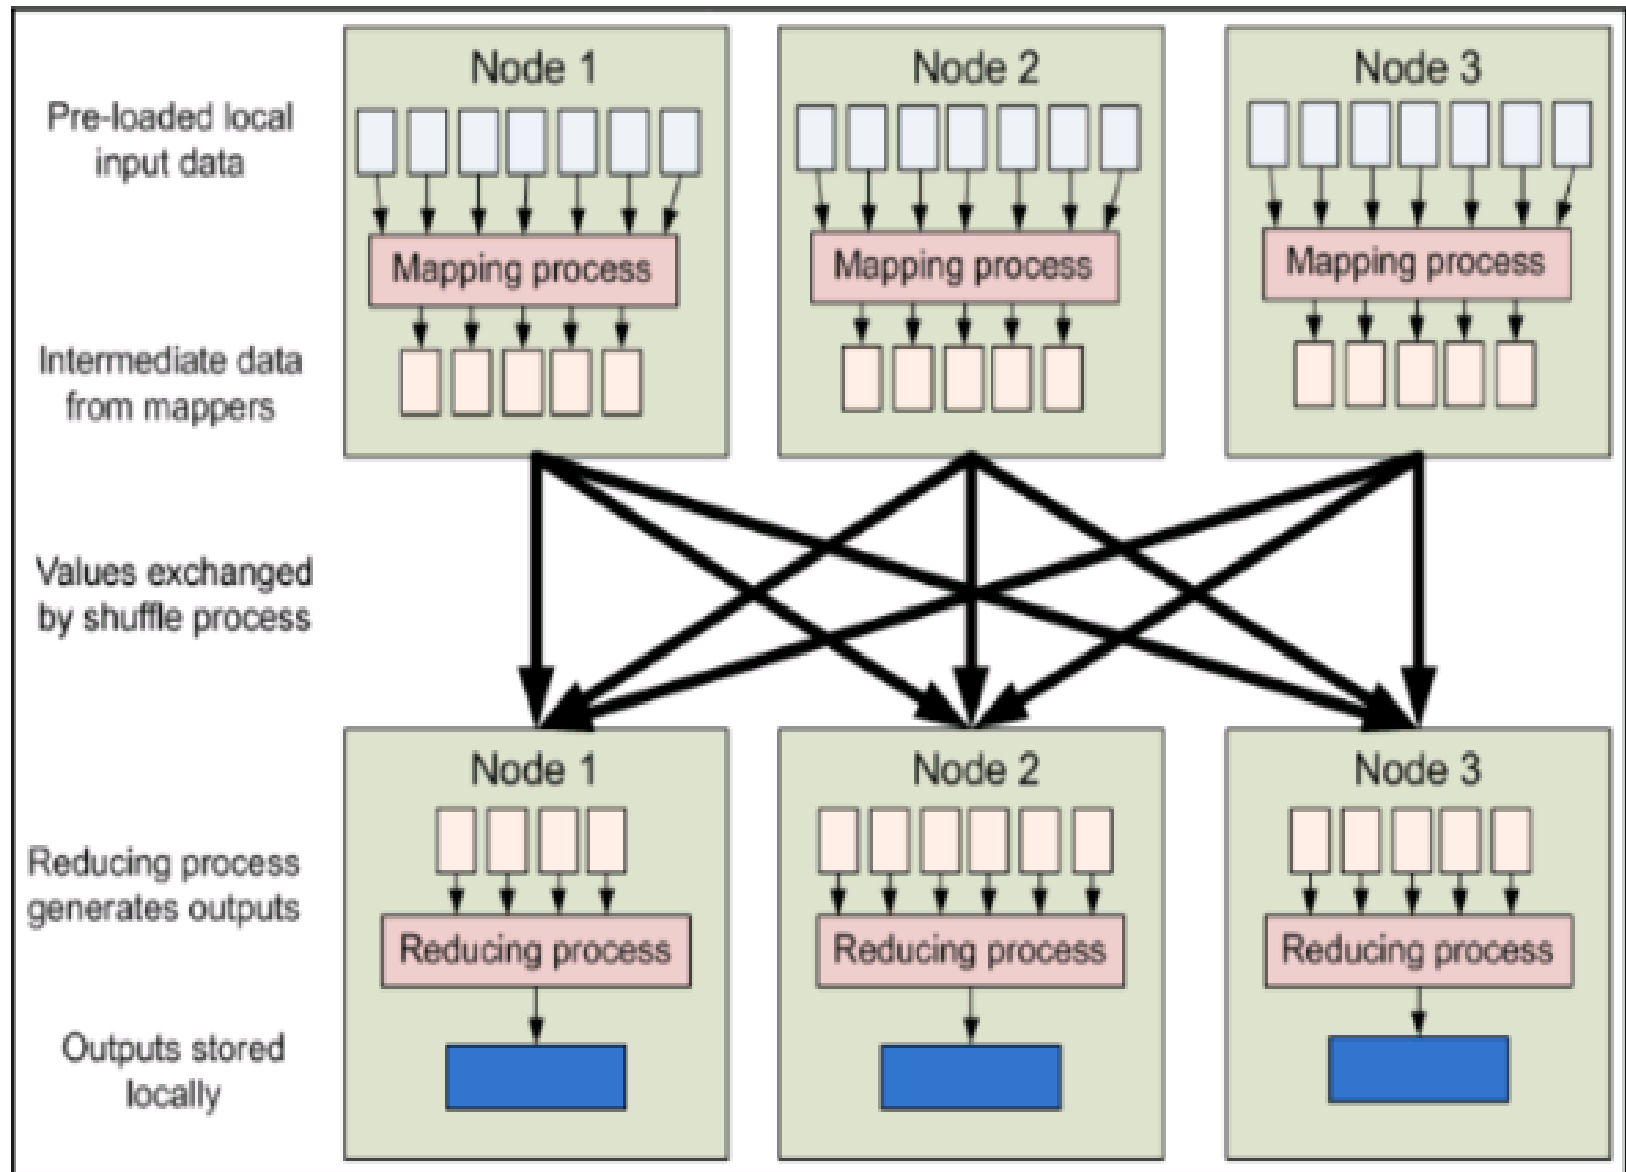 Node 1
Node 2
Node 3
Pre-loaded local
input data
Mapping process
Mapping process
Mapping process
Intermediate data
from mappers
Values exchanged
by shuffle process
Node 1
Node 2
Node 3
Reducing process
generates outputs
Reducing process
Reducing process
Reducing process
Outputs stored
locally